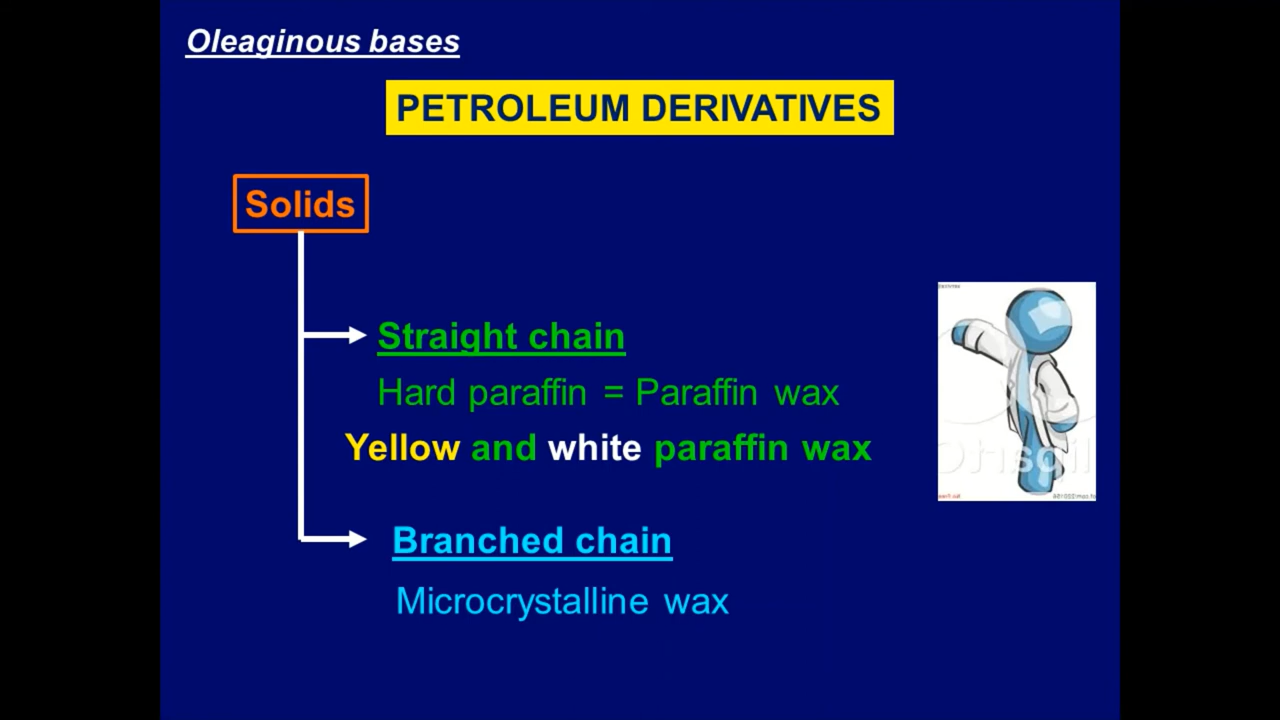 Oleaginous bases
PETROLEUM DERIVATIVES
Solids
Straight chain
Hard paraffin = Paraffin wax
Yellow and white paraffin wax
Branched chain
Microcrystalline wax